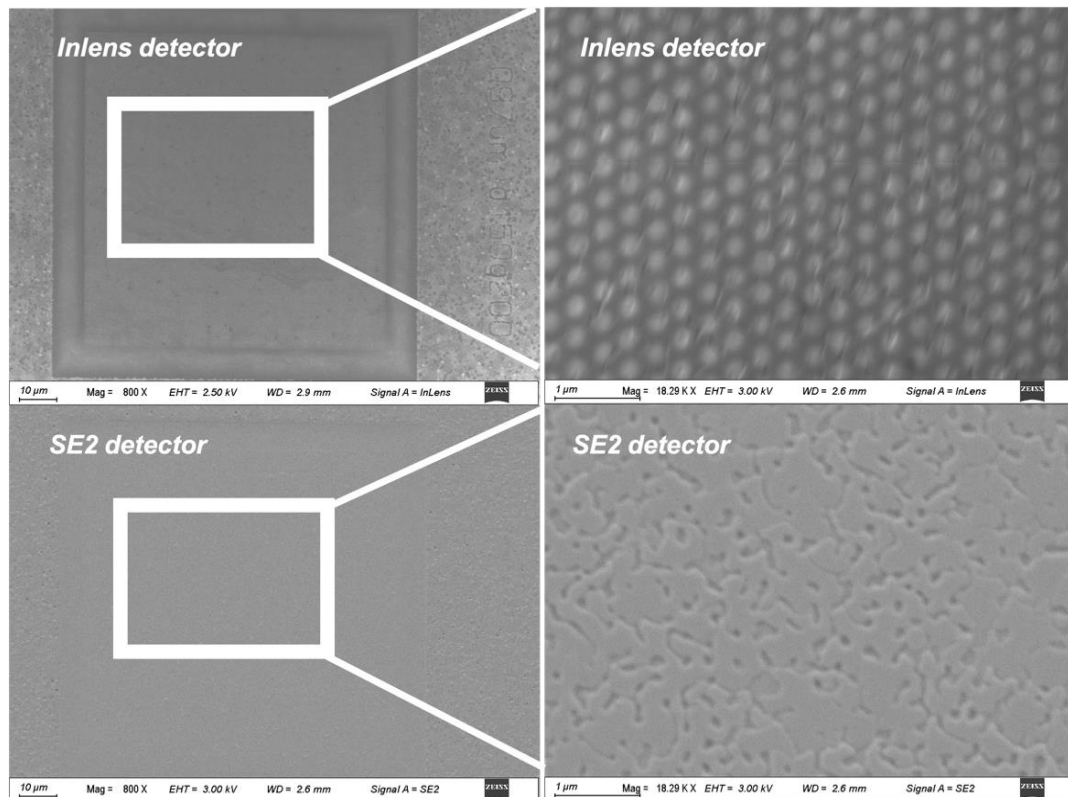 Inlens detector
10 µm Mag = 800 X EHT = 2.50 kV WD = 2.9 mm Signal A = InLens ZEISS
Inlens detector
1 µm Mag = 18.29 K X EHT = 3.00 kV WD = 2.6 mm Signal A = InLens ZEISS
SE2 detector
10 µm Mag = 800 X EHT = 3.00 kV WD = 2.6 mm Signal A = SE2 ZEISS
SE2 detector
1 µm Mag = 18.29 K X EHT = 3.00 kV WD = 2.6 mm Signal A = SE2 ZEISS